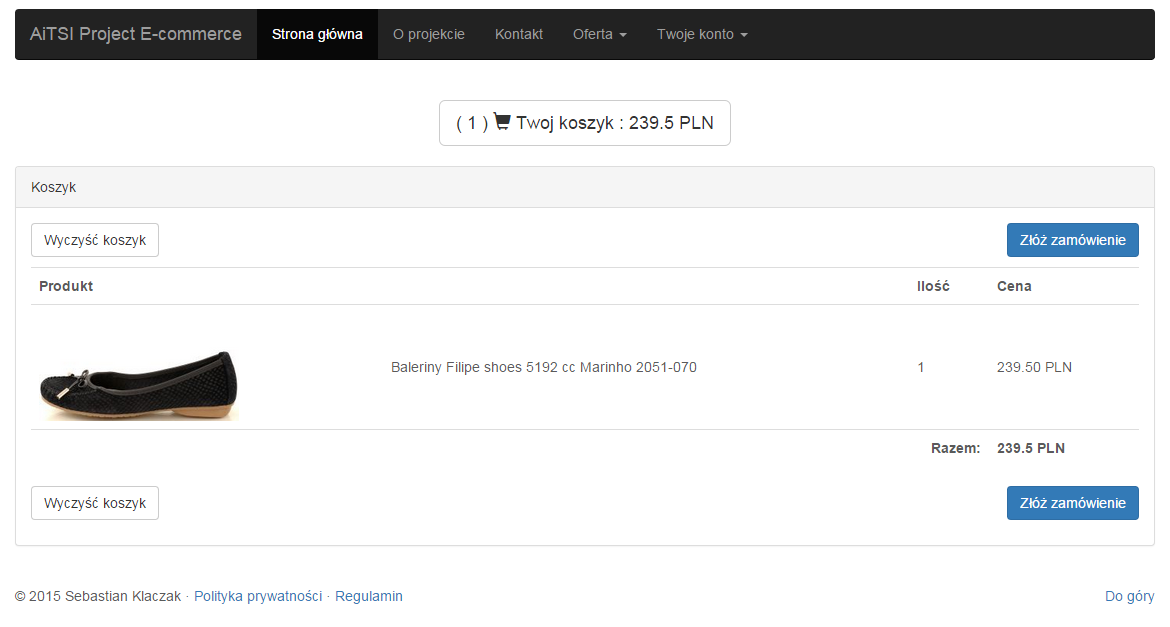 AiTSI Project E-commerce Strona główna O projekcie Kontakt Oferta Twoje konto
( 1 ) Twoj koszyk : 239.5 PLN
Koszyk
Wyczyść koszyk Złóż zamówienie
Produkt Ilość Cena
Baleriny Filipe shoes 5192 cc Marinho 2051-070 1 239.50 PLN
Razem: 239.5 PLN
Wyczyść koszyk Złóż zamówienie
© 2015 Sebastian Klaczak · Polityka prywatności · Regulamin Do góry